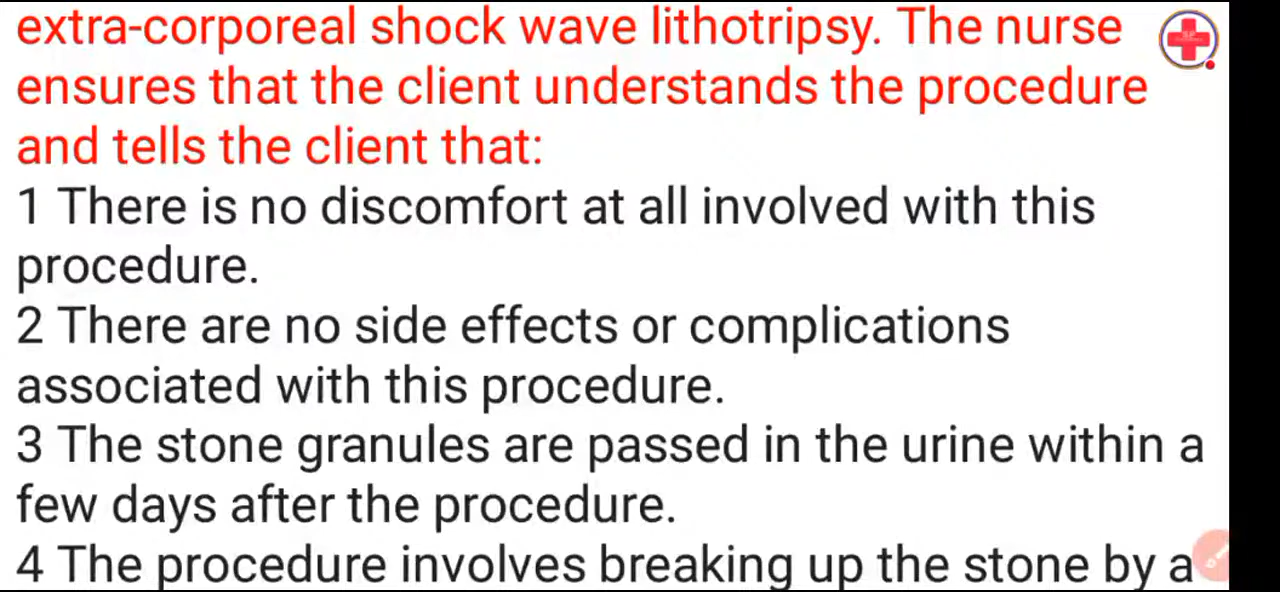 extra-corporeal shock wave lithotripsy. The nurse
ensures that the client understands the procedure
and tells the client that:
1 There is no discomfort at all involved with this
procedure.
2 There are no side effects or complications
associated with this procedure.
3 The stone granules are passed in the urine within a
few days after the procedure.
4 The procedure involves breaking up the stone by a